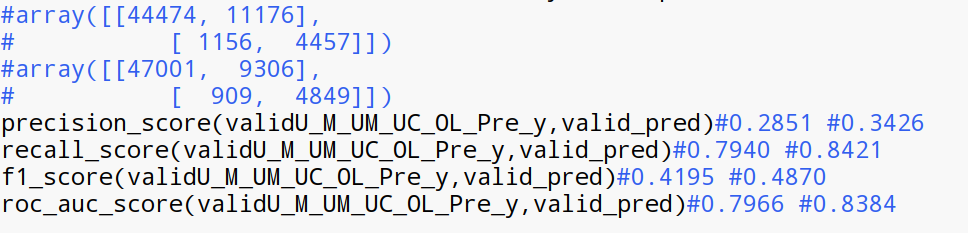 #array([[44474, 11176],
#          [ 1156,  4457]])
#array([[47001,  9306],
#          [  909,  4849]])
precision_score(validU_M_UM_UC_OL_Pre_y,valid_pred)#0.2851 #0.3426
recall_score(validU_M_UM_UC_OL_Pre_y,valid_pred)#0.7940 #0.8421
f1_score(validU_M_UM_UC_OL_Pre_y,valid_pred)#0.4195 #0.4870
roc_auc_score(validU_M_UM_UC_OL_Pre_y,valid_pred)#0.7966 #0.8384